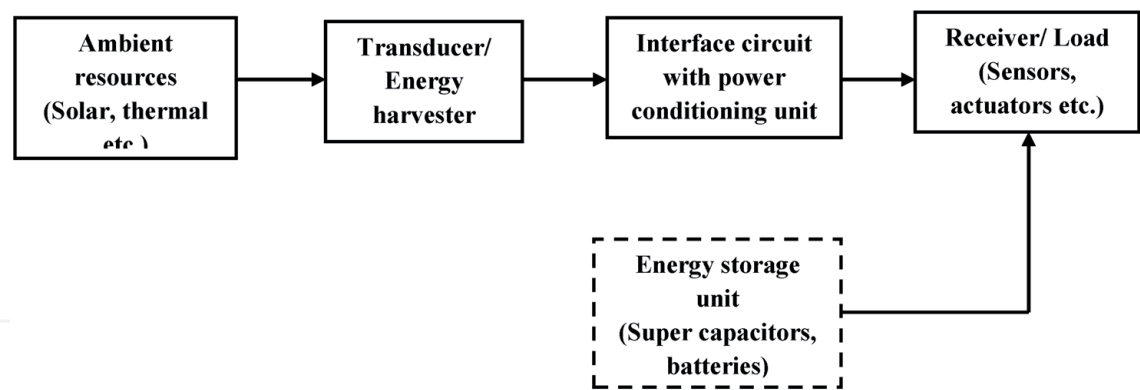 Ambient
resources
(Solar, thermal
etc.)
Transducer/
Energy
harvester
Interface circuit
with power
conditioning unit
Receiver/ Load
(Sensors,
actuators etc.)
Energy storage
unit
(Super capacitors,
batteries)